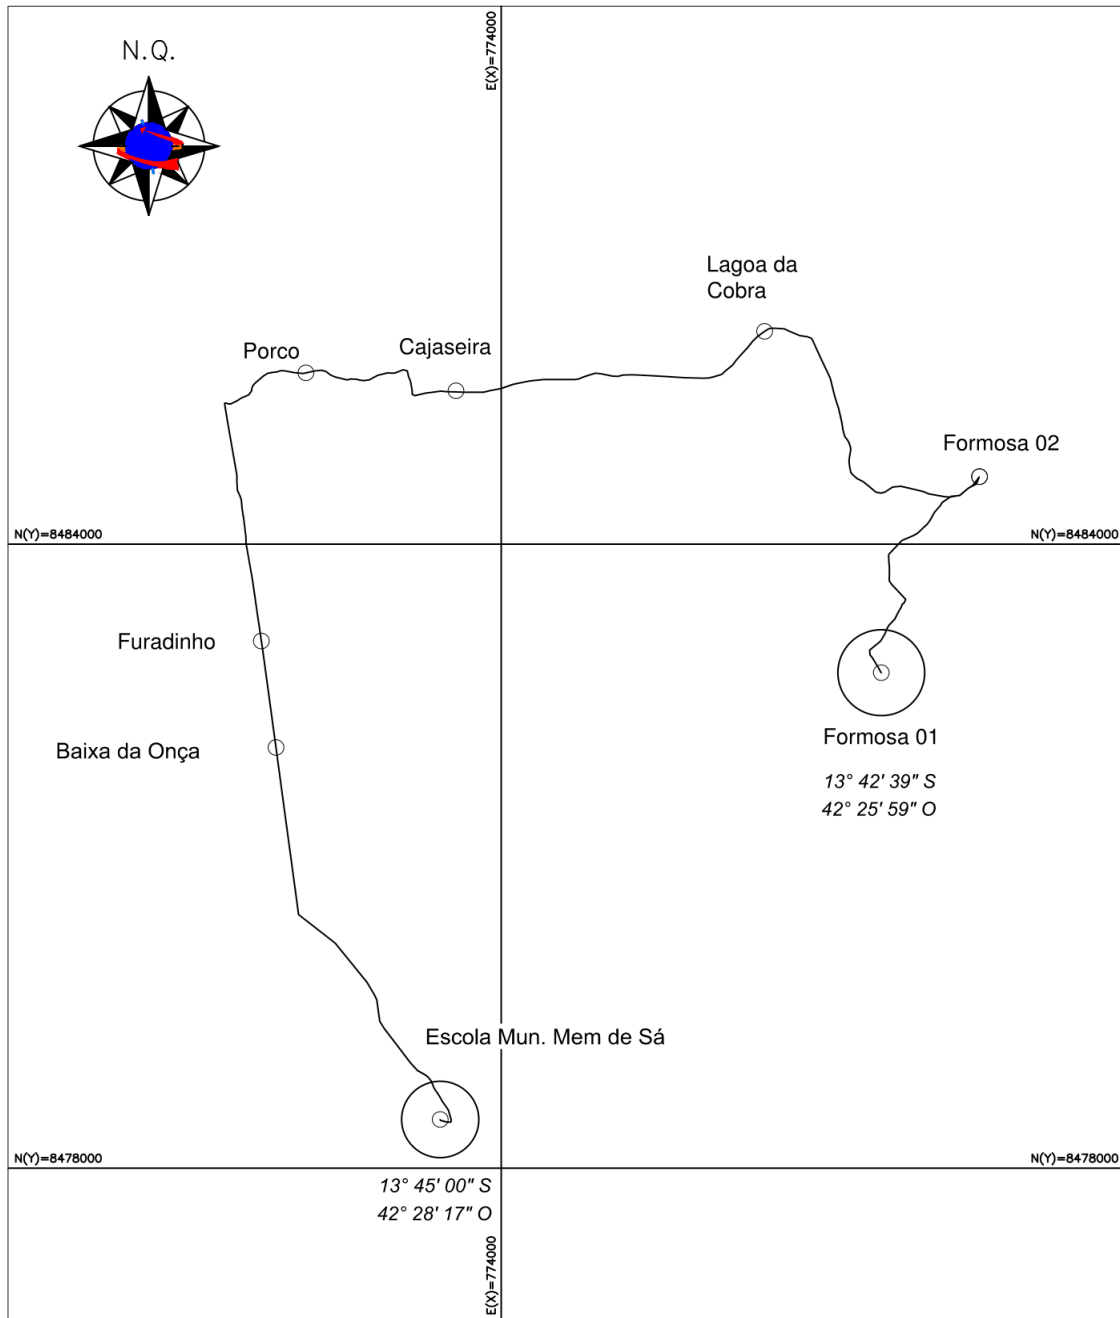 E(X)=774000
N.Q.
Lagoa da
Cobra
Porco
Cajaseira
Formosa 02
N(Y)=8484000
N(Y)=8484000
Furadinho
Formosa 01
Baixa da Onça
13° 42' 39" S
42° 25' 59" O
Escola Mun. Mem de Sá
N(Y)=8478000
N(Y)=8478000
13° 45' 00" S
42° 28' 17" O
E(X)=774000